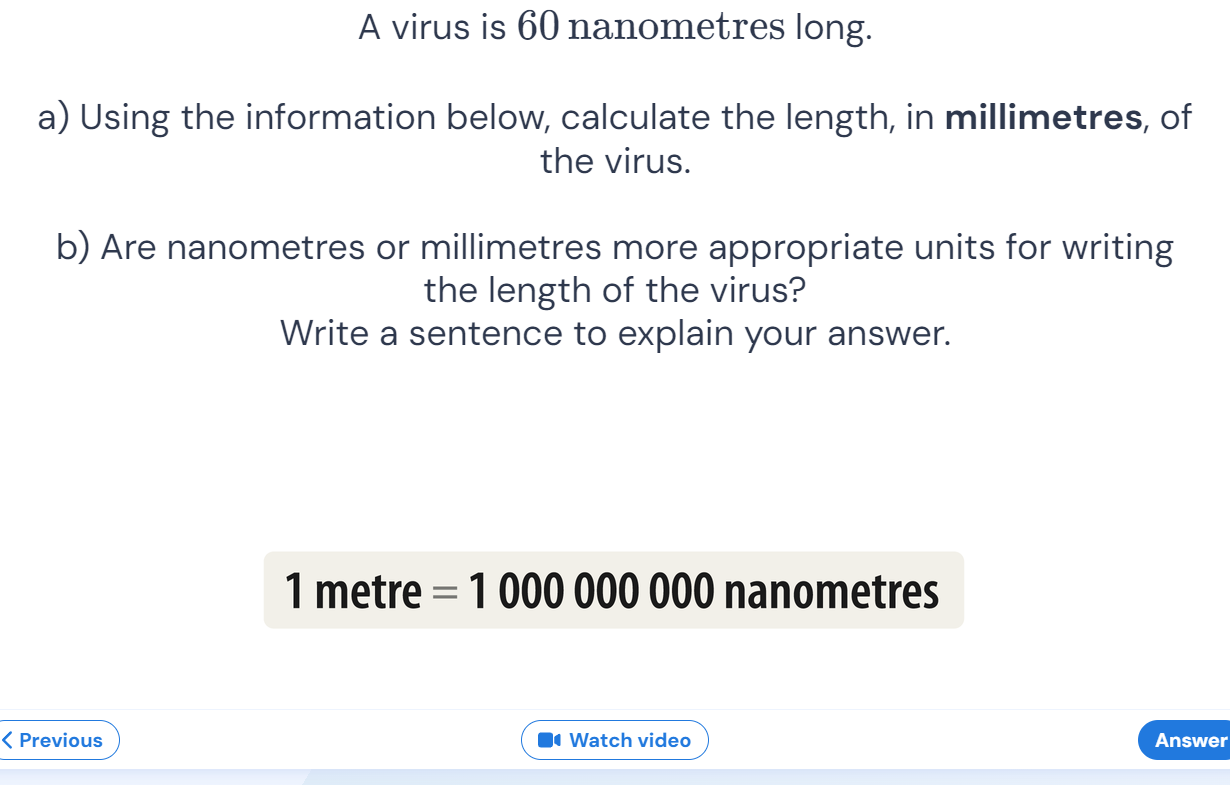 A virus is 60 nanometres long.
a) Using the information below, calculate the length, in millimetres, of
the virus.
b) Are nanometres or millimetres more appropriate units for writing
the length of the virus?
Write a sentence to explain your answer.
1 metre = 1 000 000 000 nanometres
Previous
Watch video
Answer